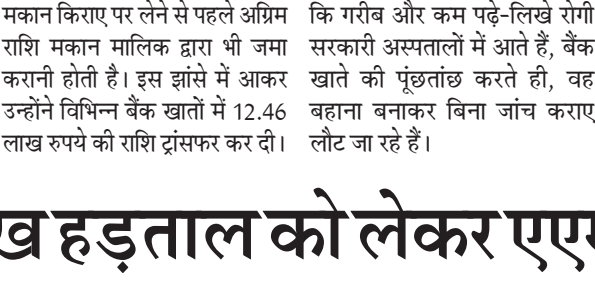 मकान किराए पर लेने से पहले अग्रिम
राशि मकान मालिक द्वारा भी जमा
करानी होती है। इस झांसे में आकर
उन्होंने विभिन्न बैंक खातों में 12.46
लाख रुपये की राशि ट्रांसफर कर दी।
कि गरीब और कम पढ़े-लिखे रोगी
सरकारी अस्पतालों में आते हैं, बैंक
खाते की पूंछतांछ करते ही, वह
बहाना बनाकर बिना जांच कराए
लौट जा रहे हैं।
हड़ताल को लेकर